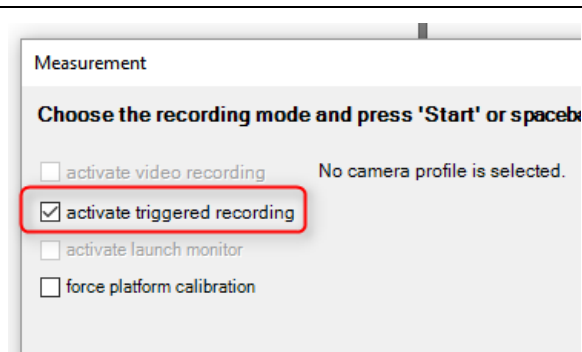 Measurement
Choose the recording mode and press 'Start' or
activate video recording No camera profile is selected.
activate triggered recording
activate launch monitor
force platform calibration